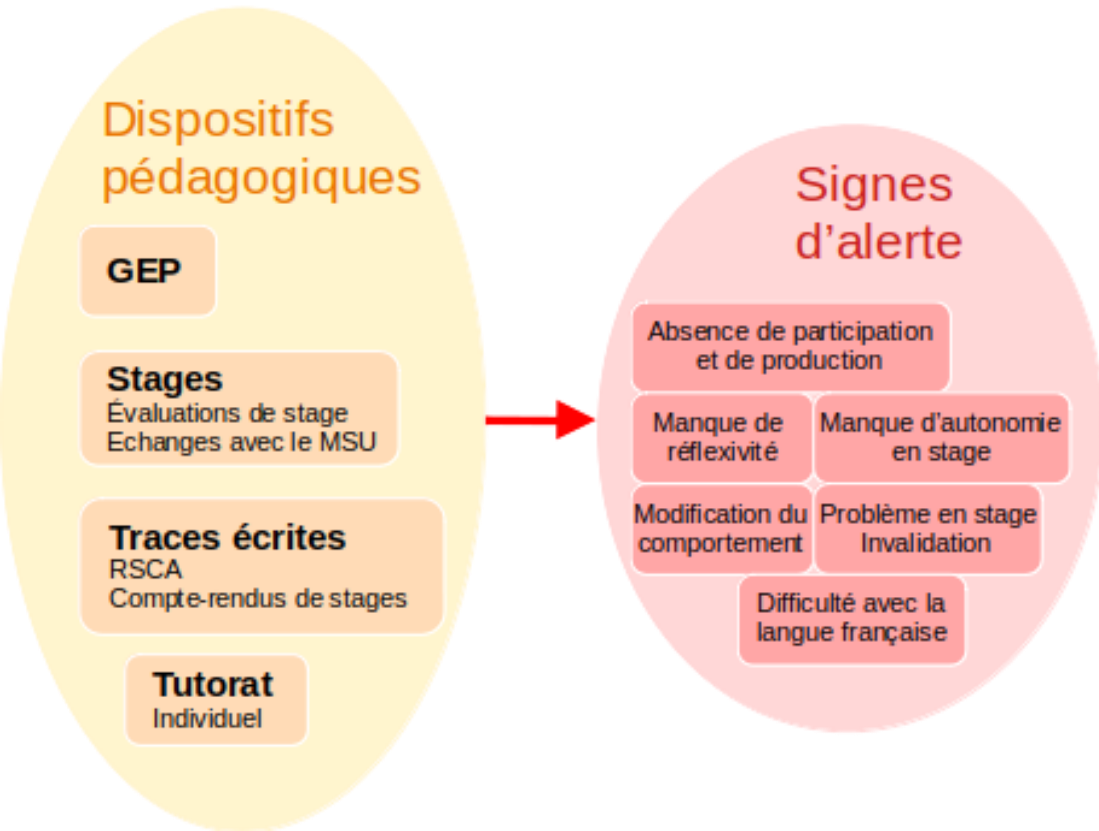 Dispositifs
pédagogiques
GEP
Stages
Évaluations de stage
Echanges avec le MSU
Traces écrites
RSCA
Compte-rendus de stages
Tutorat
Individuel
Signes
d’alerte
Absence de participation
et de production
Manque de
réflexivité
Manque d’autonomie
en stage
Modification du
comportement
Problème en stage
Invalidation
Difficulté avec la
langue française